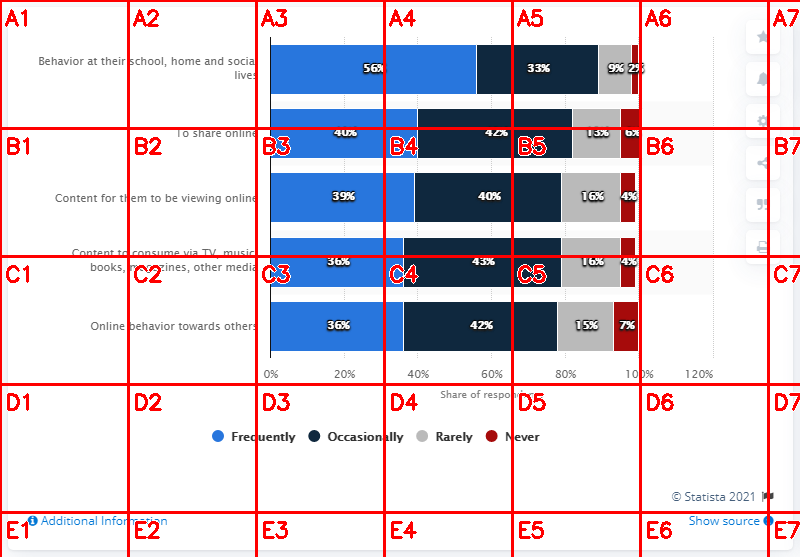 A1 A2 A3 A4 A5 A6 A7
Behavior at their school, home and social
lives
56% 33% 9% 2%
To share online
40% 42% 13% 6%
B1 B2 B3 B4 B5 B6 B7
Content for them to be viewing online
39% 40% 16% 4%
Content to consume via TV, music,
books, magazines, other media
36% 43% 16% 4%
C1 C2 C3 C4 C5 C6 C7
Online behavior towards others
36% 42% 15% 7%
0% 20% 40% 60% 80% 100% 120%
Share of
D1 D2 D3 D4 D5 D6 D7
Frequently Occasionally Rarely Never
© Statista 2021
Additional Information
Show source
E1 E2 E3 E4 E5 E6 E7